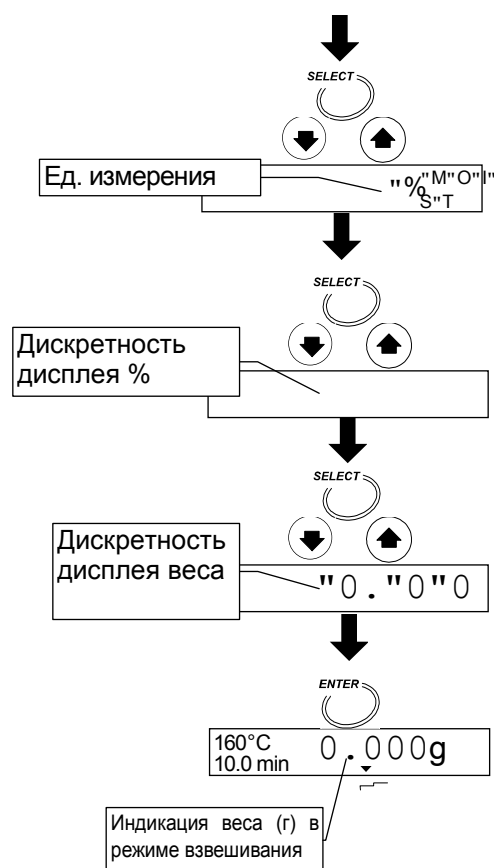 SELECT
Ед. измерения
"%"M"O"I"S"T
SELECT
Дискретность
дисплея %
SELECT
Дискретность
дисплея веса
"0."0"0
ENTER
160°C
10.0 min
0.000g
Индикация веса (г) в
режиме взвешивания